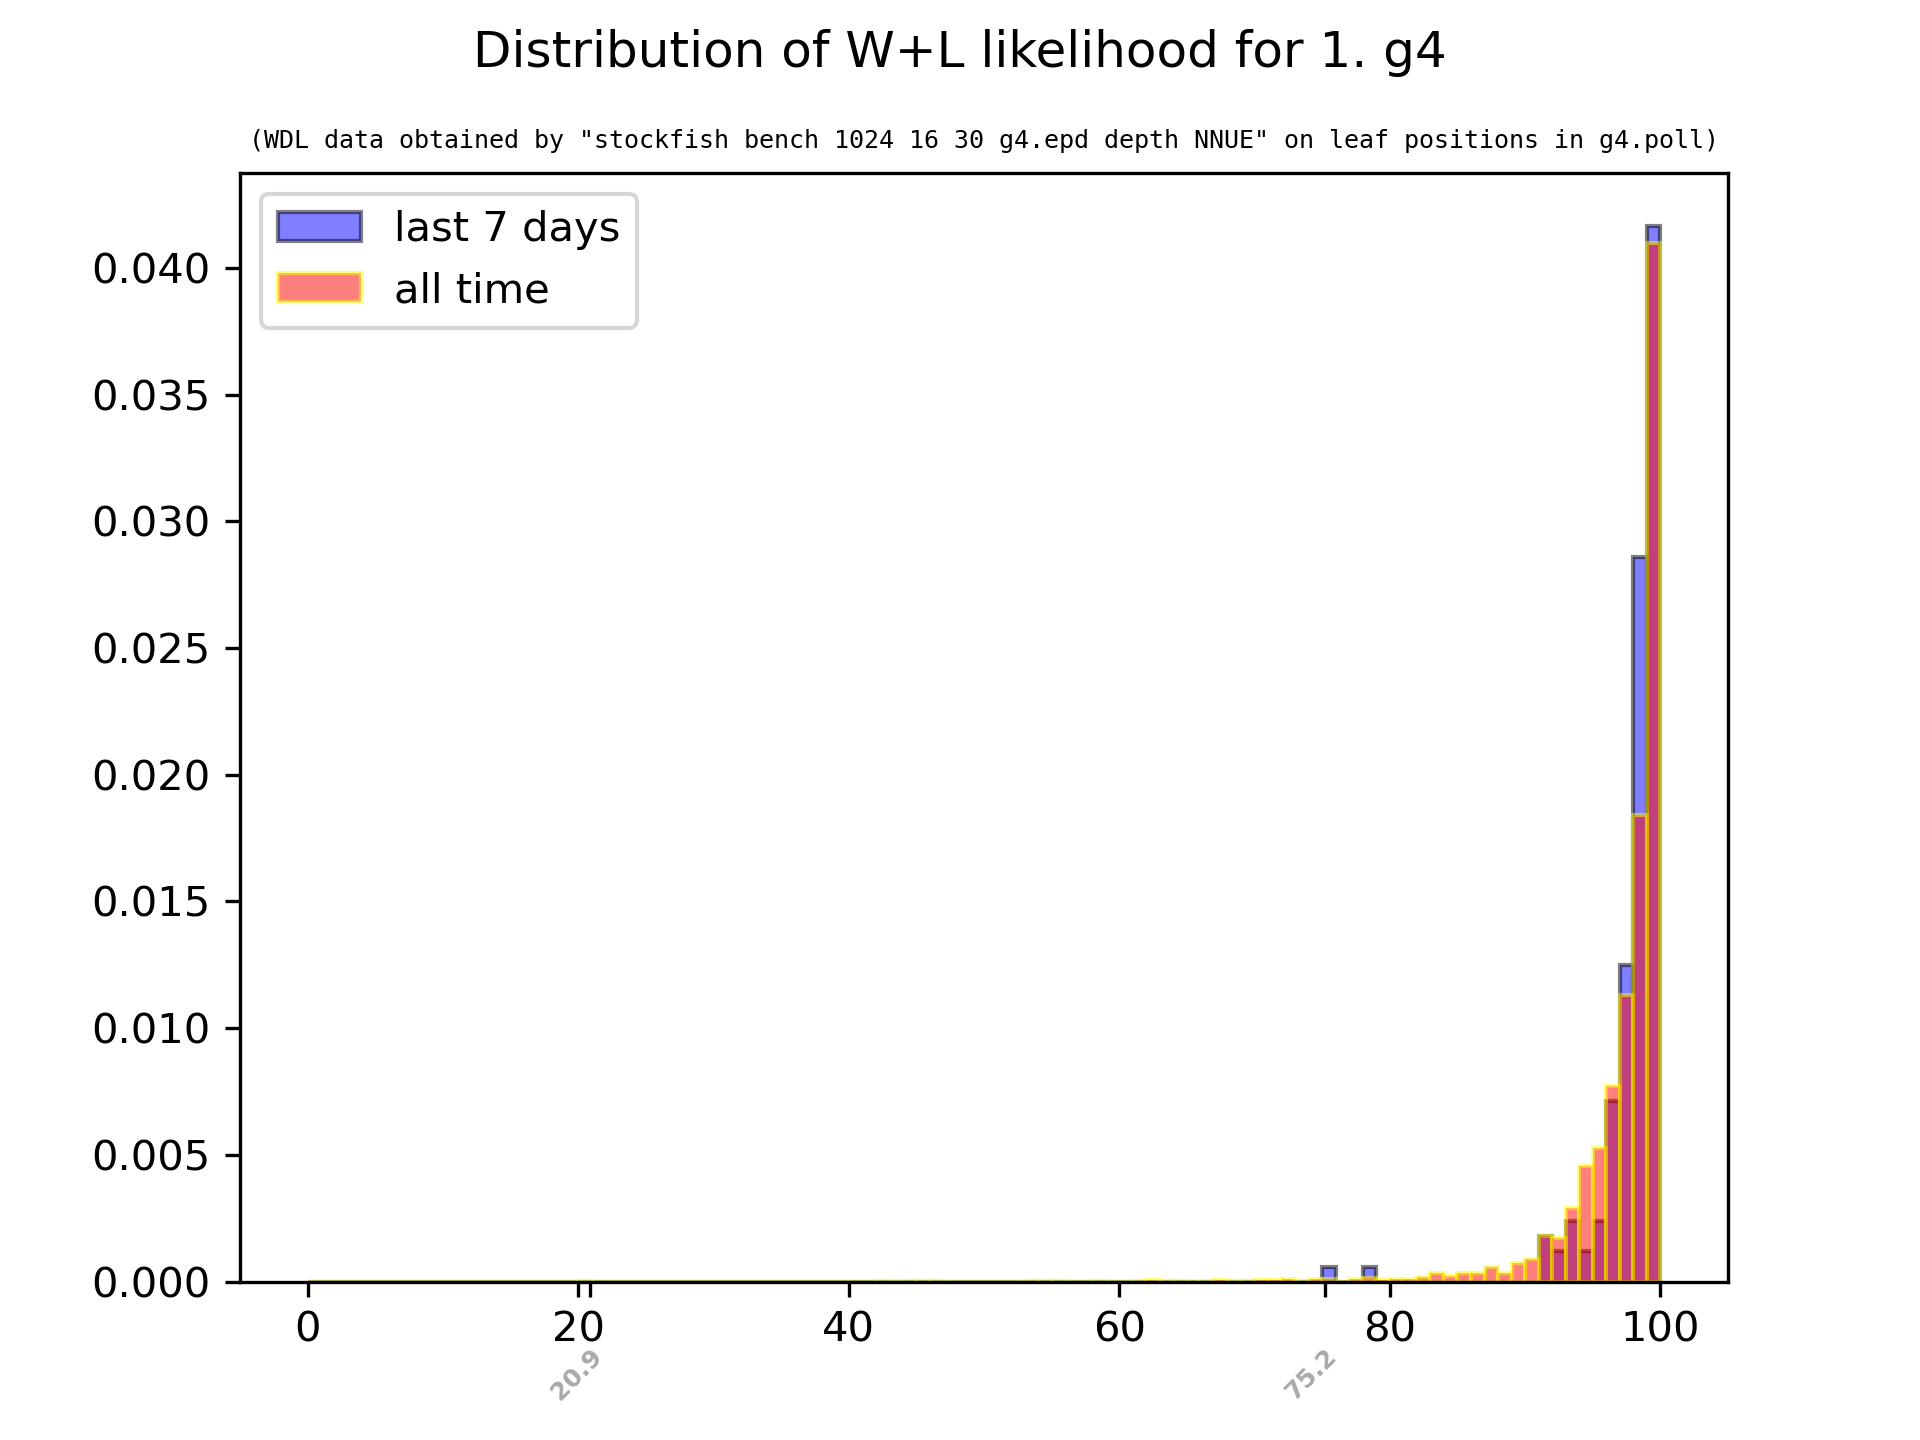 Distribution of W+L likelihood for 1. g4
(WDL data obtained by "stockfish bench 1024 16 30 g4.epd depth NNUE" on leaf positions in g4.poll)
last 7 days
all time
0.040
0.035
0.030
0.025
0.020
0.015
0.010
0.005
0.000
0 20 40 60 80 100
20.9 75.2